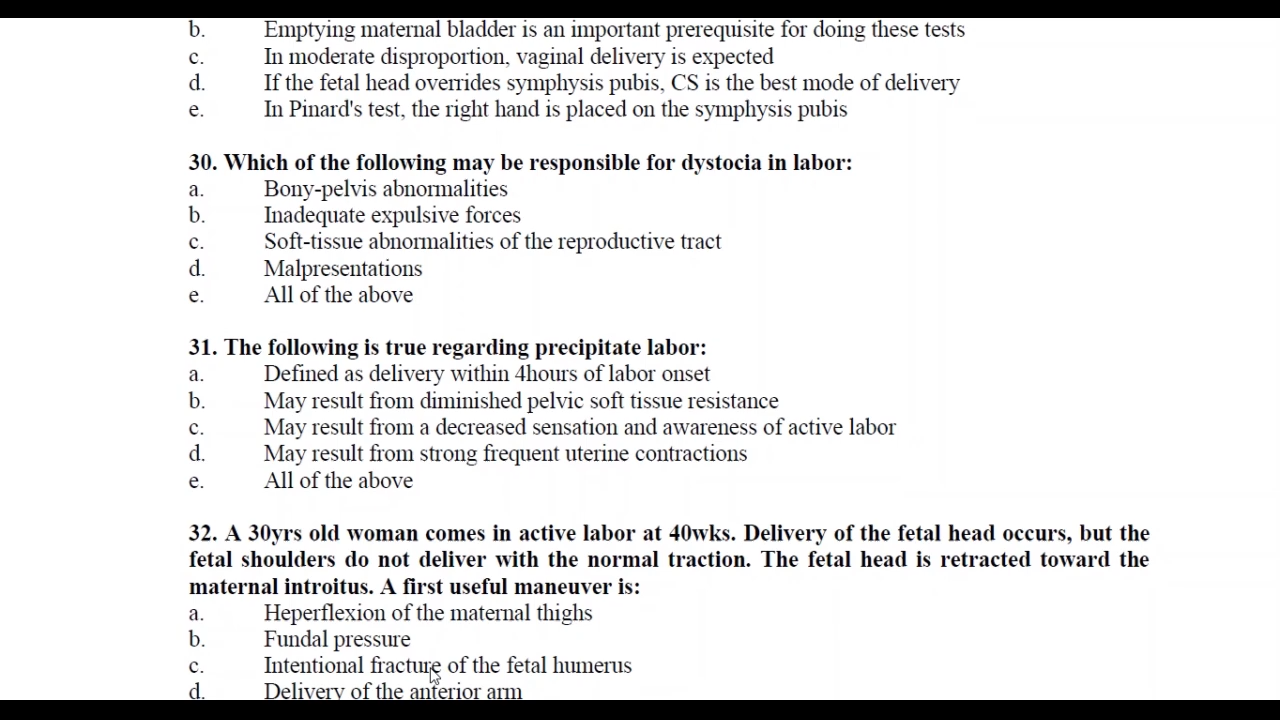 b. Emptying maternal bladder is an important prerequisite for doing these tests
c. In moderate disproportion, vaginal delivery is expected
d. If the fetal head overrides symphysis pubis, CS is the best mode of delivery
e. In Pinard's test, the right hand is placed on the symphysis pubis
30. Which of the following may be responsible for dystocia in labor:
a. Bony-pelvis abnormalities
b. Inadequate expulsive forces
c. Soft-tissue abnormalities of the reproductive tract
d. Malpresentations
e. All of the above
31. The following is true regarding precipitate labor:
a. Defined as delivery within 4hours of labor onset
b. May result from diminished pelvic soft tissue resistance
c. May result from a decreased sensation and awareness of active labor
d. May result from strong frequent uterine contractions
e. All of the above
32. A 30yrs old woman comes in active labor at 40wks. Delivery of the fetal head occurs, but the
fetal shoulders do not deliver with the normal traction. The fetal head is retracted toward the
maternal introitus. A first useful maneuver is:
a. Heperflexion of the maternal thighs
b. Fundal pressure
c. Intentional fracture of the fetal humerus
d. Delivery of the anterior arm